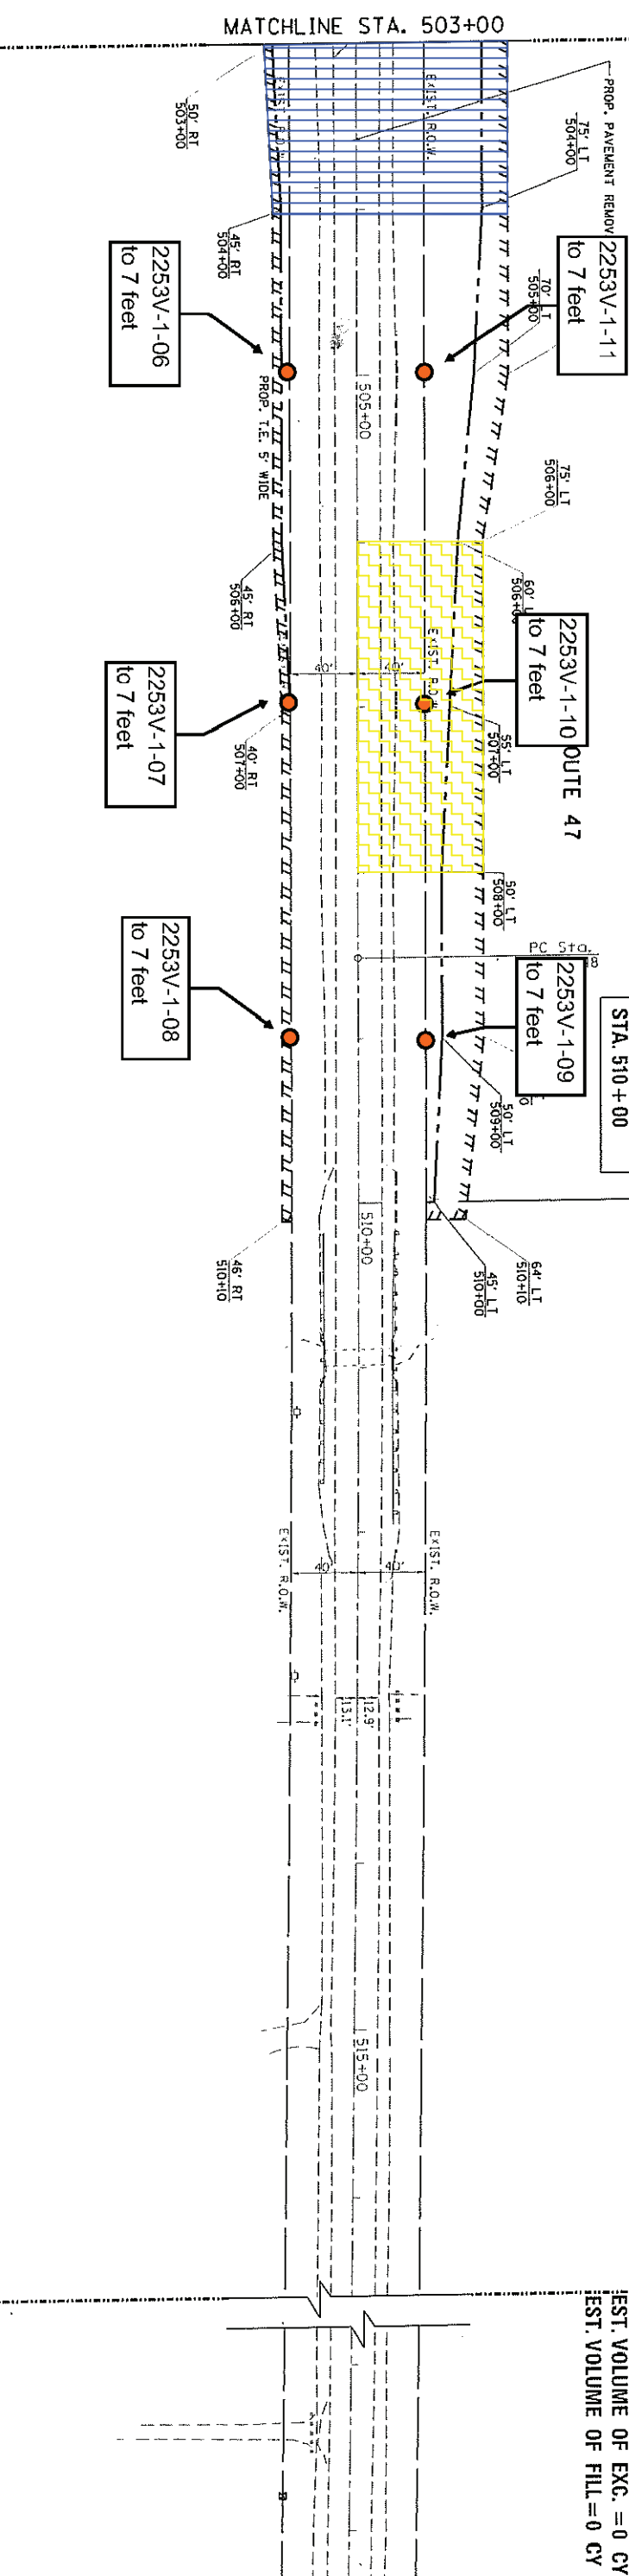 MATCHLINE STA. 503+00
50' RT
503+00
EXIST. R.O.W.
EXIST. R.O.W.
75' LT
504+00
PROP. PAVEMENT REMOV
45' RT
504+00
2253V-1-06
to 7 feet
2253V-1-11
to 7 feet
505+00
505+00
PROP. T.E. 5' WIDE
75' LT
506+00
45' RT
506+00
60'
2253V-1-07
to 7 feet
40'
40'
EXIST. R.O.W.
2253V-1-10
to 7 feet
OUTE 47
40' RT
507+00
55' LT
507+00
50' LT
508+00
PC Sta.
2253V-1-08
to 7 feet
2253V-1-09
to 7 feet
STA. 510+00
50' LT
509+00
510+00
46' RT
510+10
45' LT
510+00
64' LT
510+10
EXIST. R.O.W.
40'
40'
EXIST. R.O.W.
13.1'
12.9'
515+00
EST. VOLUME OF EXC. = 0 CY
EST. VOLUME OF FILL = 0 CY